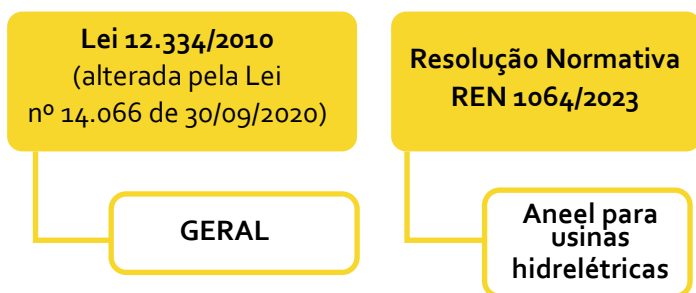 Lei 12.334/2010
(alterada pela Lei
nº 14.066 de 30/09/2020)
GERAL
Resolução Normativa
REN 1064/2023
Aneel para
usinas
hidrelétricas